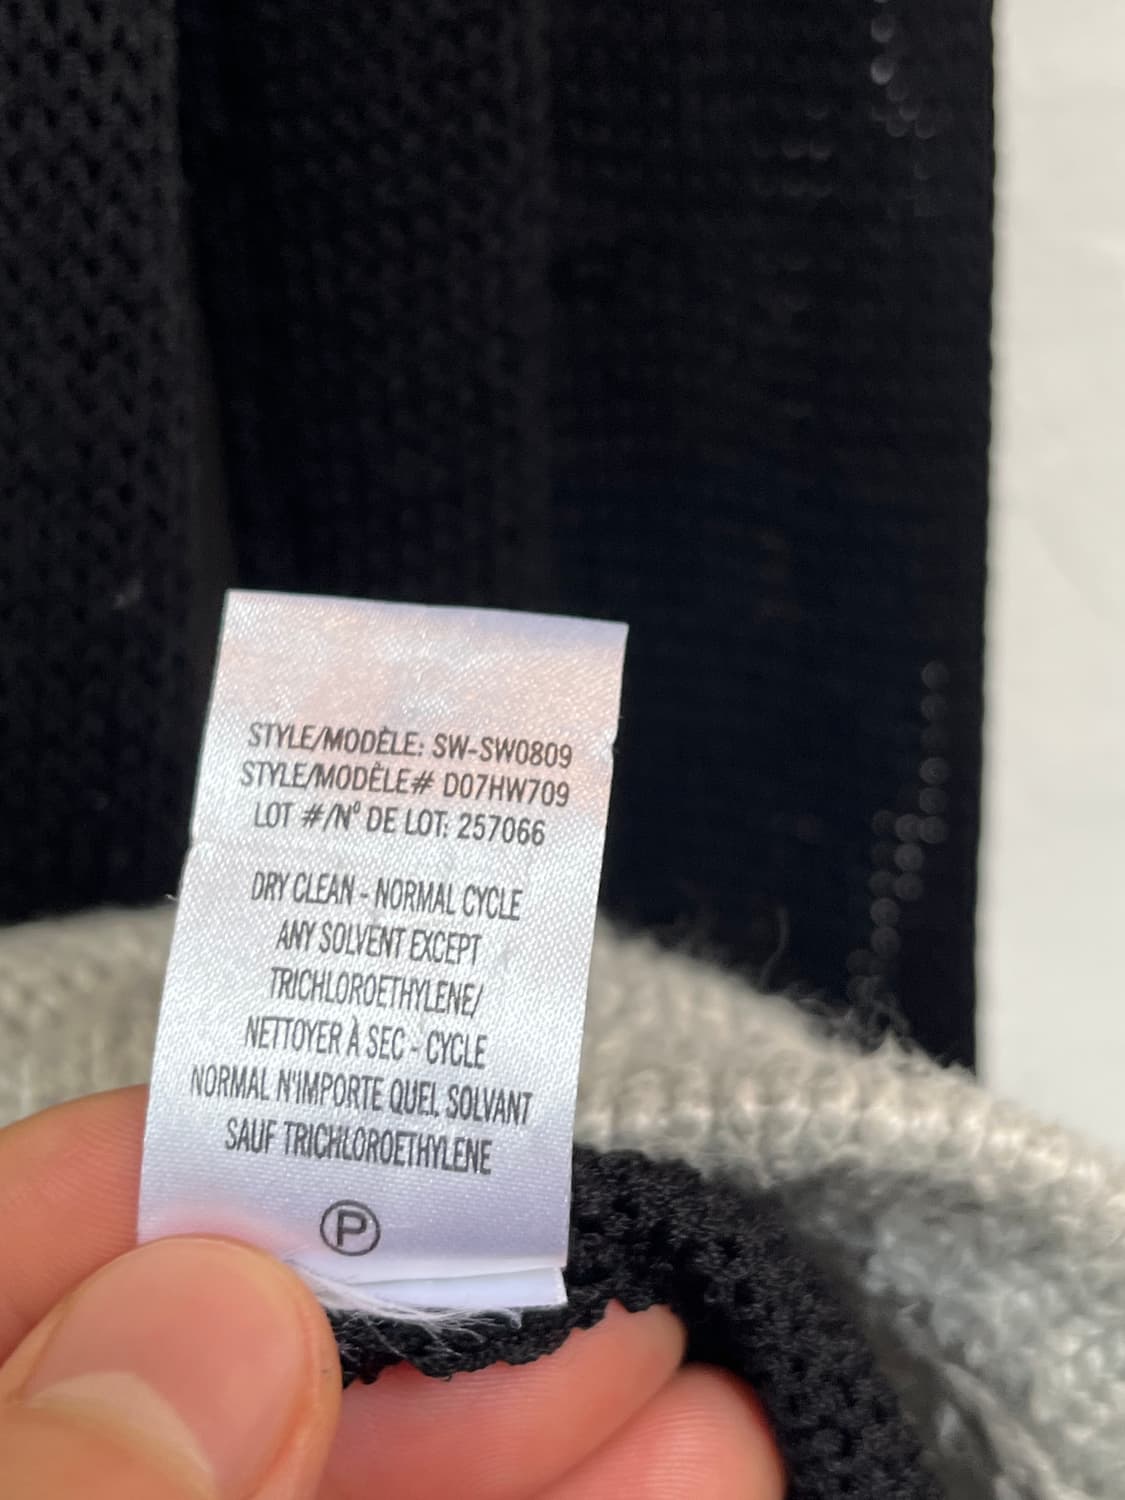 STYLE/MODÈLE: SW-SW0809
STYLE/MODÈLE# D07HW709
LOT #/Nº DE LOT: 257066
DRY CLEAN - NORMAL CYCLE
ANY SOLVENT EXCEPT
TRICHLOROETHYLENE/
NETTOYER À SEC - CYCLE
NORMAL N'IMPORTE QUEL SOLVANT
SAUF TRICHLOROETHYLENE
P